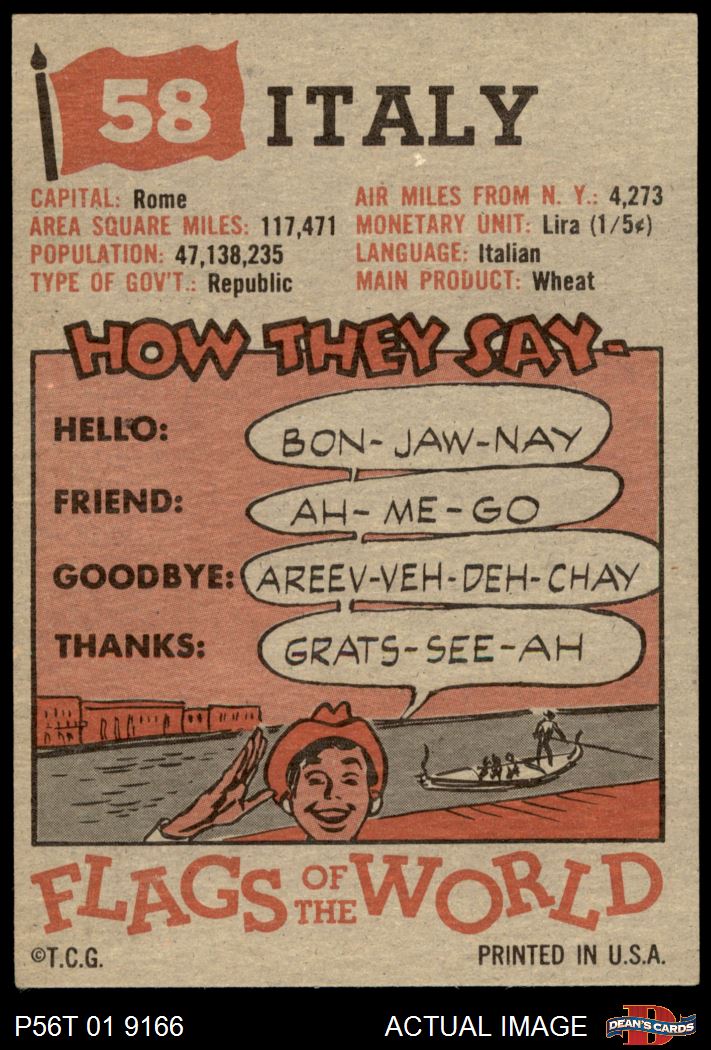 58 ITALY
CAPITAL: Rome
AREA SQUARE MILES: 117,471
POPULATION: 47,138,235
TYPE OF GOV'T.: Republic
AIR MILES FROM N. Y.: 4,273
MONETARY UNIT: Lira (1/5¢)
LANGUAGE: Italian
MAIN PRODUCT: Wheat
HOW THEY SAY-
HELLO: BON-JAW-NAY
FRIEND: AH-ME-GO
GOODBYE: AREEV-VEH-DEH-CHAY
THANKS: GRATS-SEE-AH
FLAGS OF THE WORLD
©T.C.G. PRINTED IN U.S.A.
P56T 01 9166 ACTUAL IMAGE DEAN'S CARDS